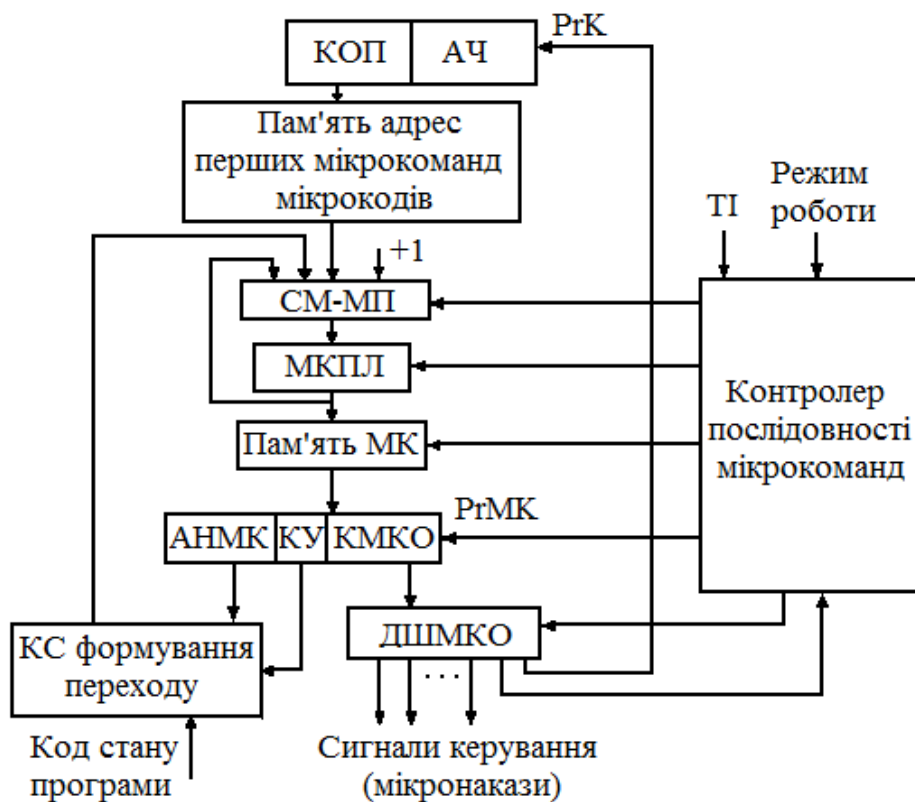 PrK
КОП АЧ
Пам'ять адрес
перших мікрокоманд
мікрокодів
ТІ
Режим
роботи
+1
СМ-МП
МКПЛ
Пам'ять МК
Контролер
послідовності
мікрокоманд
PrMK
АНМК КУ КМКО
ДШМКО
КС формування
переходу
...
Код стану
програми
Сигнали керування
(мікронакази)